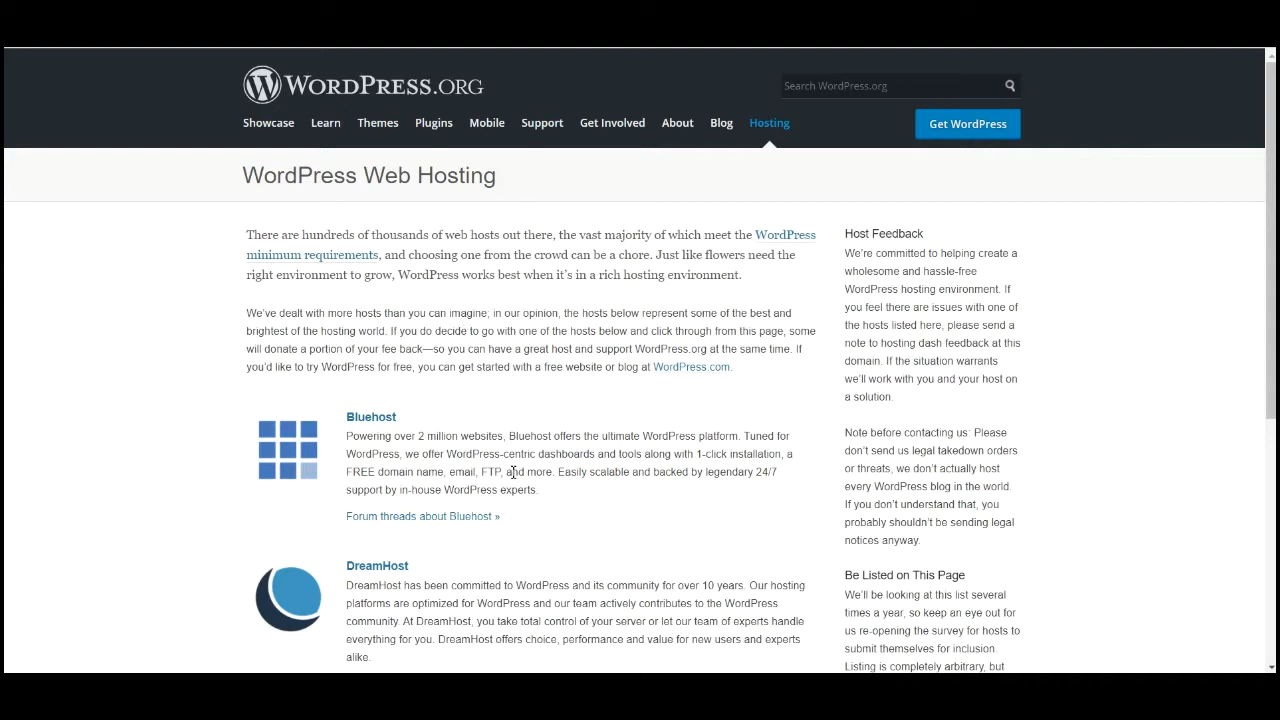 WORDPRESS.ORG
Search WordPress.org
Showcase Learn Themes Plugins Mobile Support Get Involved About Blog Hosting Get WordPress
WordPress Web Hosting
There are hundreds of thousands of web hosts out there, the vast majority of which meet the WordPress
minimum requirements, and choosing one from the crowd can be a chore. Just like flowers need the
right environment to grow, WordPress works best when it’s in a rich hosting environment.
We’ve dealt with more hosts than you can imagine; in our opinion, the hosts below represent some of the best and
brightest of the hosting world. If you do decide to go with one of the hosts below and click through from this page, some
will donate a portion of your fee back—so you can have a great host and support WordPress.org at the same time. If
you’d like to try WordPress for free, you can get started with a free website or blog at WordPress.com.
Bluehost
Powering over 2 million websites, Bluehost offers the ultimate WordPress platform. Tuned for
WordPress, we offer WordPress-centric dashboards and tools along with 1-click installation, a
FREE domain name, email, FTP, and more. Easily scalable and backed by legendary 24/7
support by in-house WordPress experts.
Forum threads about Bluehost »
DreamHost
DreamHost has been committed to WordPress and its community for over 10 years. Our hosting
platforms are optimized for WordPress and our team actively contributes to the WordPress
community. At DreamHost, you take total control of your server or let our team of experts handle
everything for you. DreamHost offers choice, performance and value for new users and experts
alike.
Host Feedback
We’re committed to helping create a
wholesome and hassle-free
WordPress hosting environment. If
you feel there are issues with one of
the hosts listed here, please send a
note to hosting dash feedback at this
domain. If the situation warrants
we’ll work with you and your host on
a solution.
Note before contacting us: Please
don’t send us legal takedown orders
or threats, we don’t actually host
every WordPress blog in the world.
If you don’t understand that, you
probably shouldn’t be sending legal
notices anyway.
Be Listed on This Page
We’ll be looking at this list several
times a year, so keep an eye out for
us re-opening the survey for hosts to
submit themselves for inclusion.
Listing is completely arbitrary, but